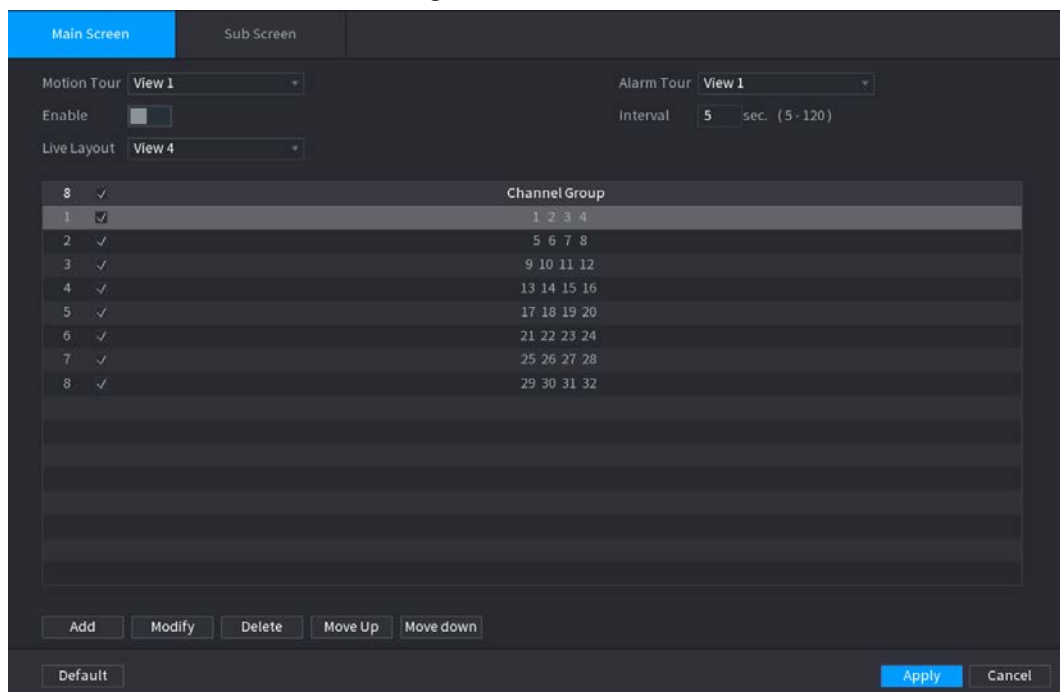 Main Screen Sub Screen
Motion Tour View 1 Alarm Tour View 1
Enable Interval 5 sec. (5-120)
Live Layout View 4
8 Channel Group
1 1 2 3 4
2 5 6 7 8
3 9 10 11 12
4 13 14 15 16
5 17 18 19 20
6 21 22 23 24
7 25 26 27 28
8 29 30 31 32
Add Modify Delete Move Up Move down
Default Apply Cancel